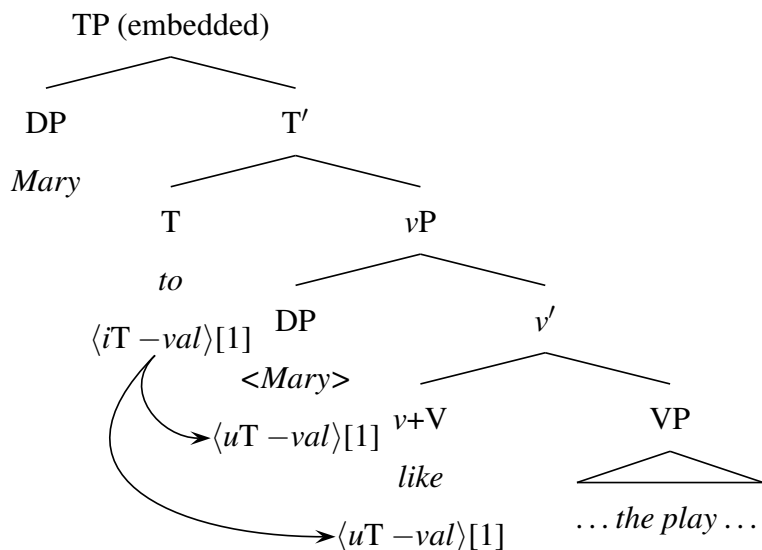 TP (embedded)
DP T′
Mary
T vP
to
DP v′
⟨iT −val⟩[1]
<Mary>
v+V VP
⟨uT −val⟩[1]
like
… the play …
⟨uT −val⟩[1]